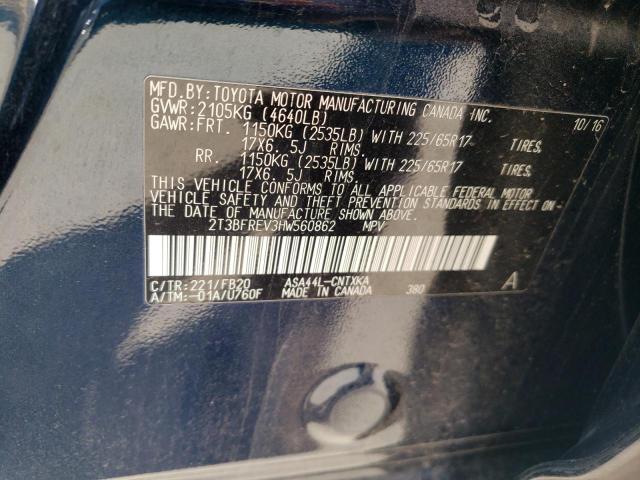 MFD.BY:TOYOTA MOTOR MANUFACTURING CANADA INC.
GVWR:2105KG (4640LB) 10/16
GAWR:FRT. 1150KG (2535LB) WITH 225/65R17 TIRES,
17X6.5J RIMS.
RR. 1150KG (2535LB) WITH 225/65R17 TIRES,
17X6.5J RIMS.
THIS VEHICLE CONFORMS TO ALL APPLICABLE FEDERAL MOTOR
VEHICLE SAFETY AND THEFT PREVENTION STANDARDS IN EFFECT ON
THE DATE OF MANUFACTURE SHOWN ABOVE.
2T3BFREV3HW560862 MPV
C/TR:221/FB20 ASA44L-CNTXKA 380 A
A/TM:-01A/U760F MADE IN CANADA